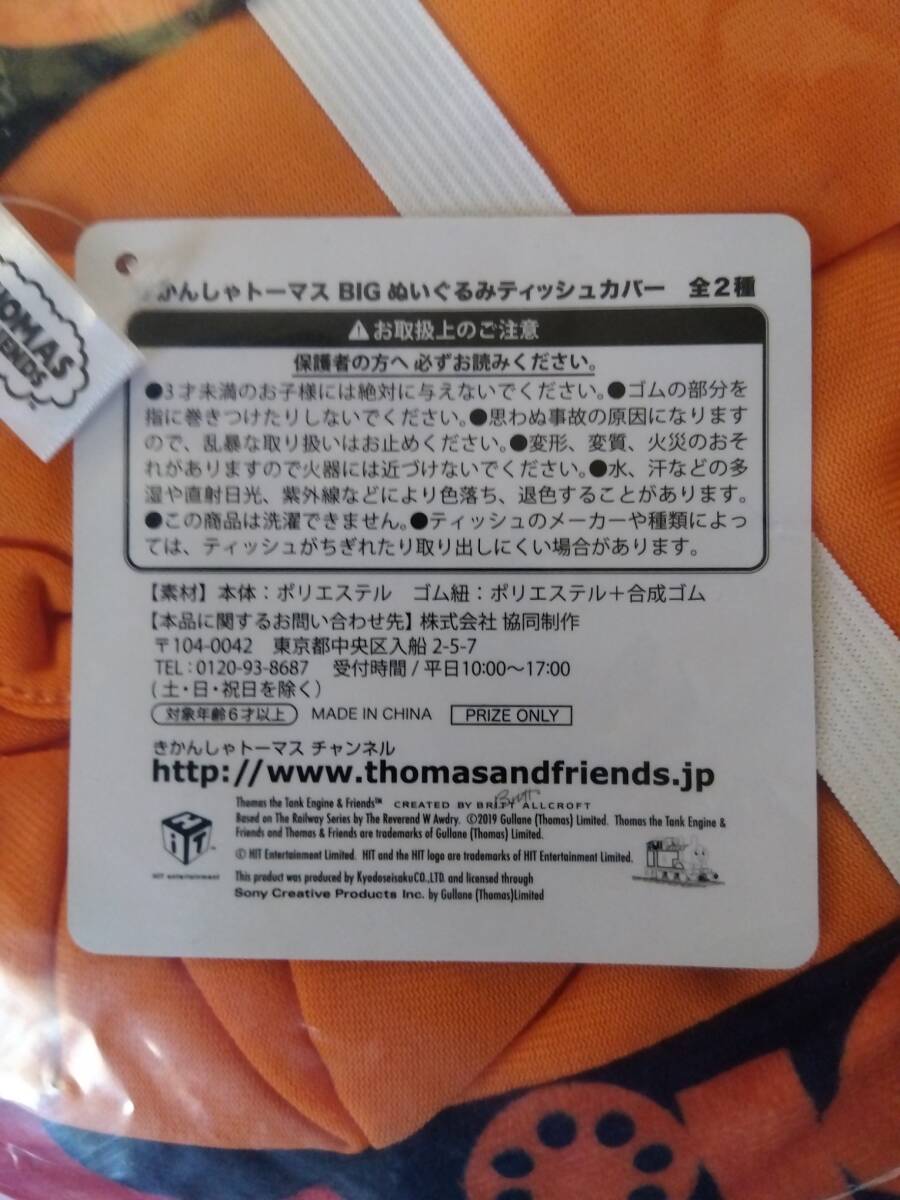 THOMAS
FRIENDS
きかんしゃトーマス BIG ぬいぐるみティッシュカバー 全2種
⚠お取扱上のご注意
保護者の方へ 必ずお読みください。
●3才未満のお子様には絶対に与えないでください。●ゴムの部分を
指に巻きつけたりしないでください。●思わぬ事故の原因になります
ので、乱暴な取り扱いはお止めください。●変形、変質、火災のおそ
れがありますので火器には近づけないでください。●水、汗などの多
湿や直射日光、紫外線などにより色落ち、退色することがあります。
●この商品は洗濯できません。●ティッシュのメーカーや種類によっ
ては、ティッシュがちぎれたり取り出しにくい場合があります。
【素材】本体：ポリエステル ゴム紐：ポリエステル＋合成ゴム
【本品に関するお問い合わせ先】株式会社 協同制作
〒104-0042 東京都中央区入船 2-5-7
TEL：0120-93-8687 受付時間／平日10:00～17:00
(土・日・祝日を除く)
対象年齢6才以上 MADE IN CHINA PRIZE ONLY
きかんしゃトーマス チャンネル
http://www.thomasandfriends.jp
Thomas the Tank Engine & Friends™ CREATED BY BRITT ALLCROFT
Based on The Railway Series by The Reverend W Awdry. ©2019 Gullane (Thomas) Limited. Thomas the Tank Engine &
Friends and Thomas & Friends are trademarks of Gullane (Thomas) Limited.
© HIT Entertainment Limited. HIT and the HIT logo are trademarks of HIT Entertainment Limited.
This product was produced by KyodoseisakuCO.,LTD. and licensed through
Sony Creative Products Inc. by Gullane (Thomas)Limited
HiT™
HIT entertainment